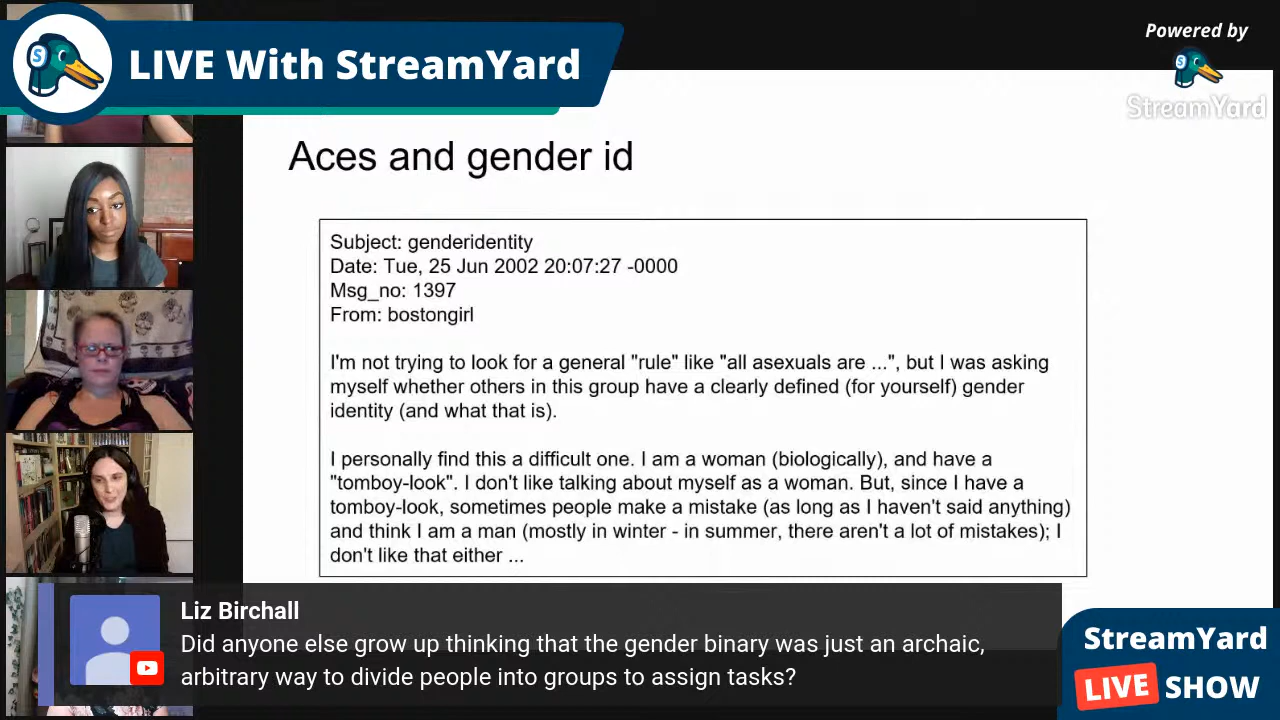 LIVE With StreamYard
Powered by
StreamYard
Aces and gender id
Subject: genderidentity
Date: Tue, 25 Jun 2002 20:07:27 -0000
Msg_no: 1397
From: bostongirl
I'm not trying to look for a general "rule" like "all asexuals are ...", but I was asking
myself whether others in this group have a clearly defined (for yourself) gender
identity (and what that is).
I personally find this a difficult one. I am a woman (biologically), and have a
"tomboy-look". I don't like talking about myself as a woman. But, since I have a
tomboy-look, sometimes people make a mistake (as long as I haven't said anything)
and think I am a man (mostly in winter - in summer, there aren't a lot of mistakes); I
don't like that either ...
Liz Birchall
Did anyone else grow up thinking that the gender binary was just an archaic,
arbitrary way to divide people into groups to assign tasks?
StreamYard
LIVE SHOW